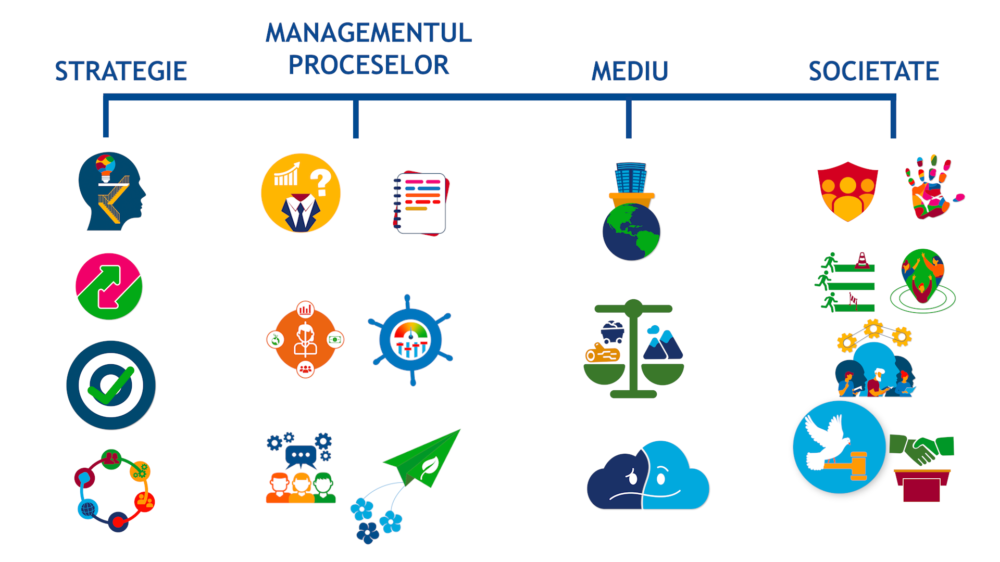 MANAGEMENTUL
PROCESELOR
STRATEGIE
MEDIU
SOCIETATE